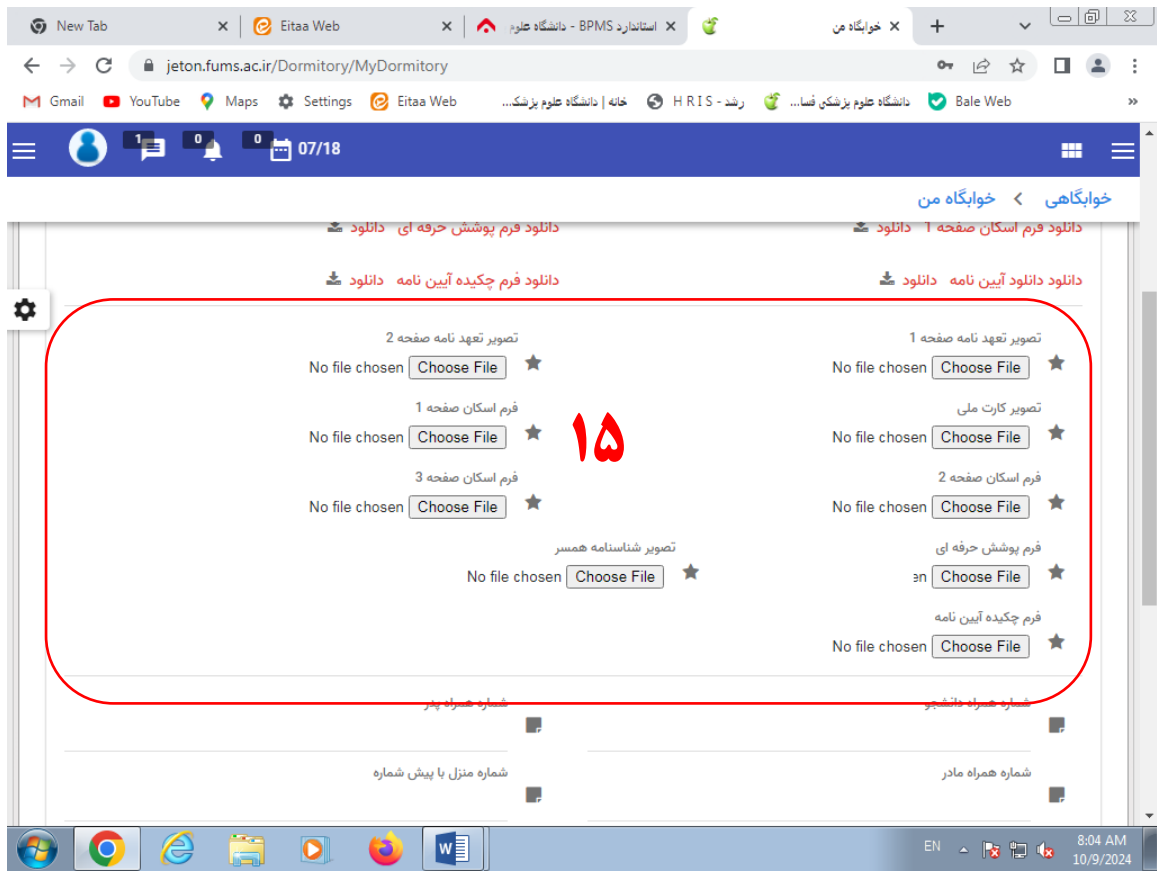 New Tab
Eitaa Web
استاندارد BPMS - دانشگاه علوم
خوابگاه من
jeton.fums.ac.ir/Dormitory/MyDormitory
Gmail
YouTube
Maps
Settings
Eitaa Web
خانه | دانشگاه علوم پزشک...
رشد - H R I S
دانشگاه علوم پزشکی فسا...
Bale Web
»
1
0
0
07/18
خوابگاهی > خوابگاه من
دانلود فرم اسکان صفحه 1 دانلود
دانلود فرم پوشش حرفه ای دانلود
دانلود دانلود آیین نامه دانلود
دانلود فرم چکیده آیین نامه دانلود
تصویر تعهد نامه صفحه 1
Choose File No file chosen
تصویر تعهد نامه صفحه 2
Choose File No file chosen
تصویر کارت ملی
Choose File No file chosen
فرم اسکان صفحه 1
Choose File No file chosen
۱۵
فرم اسکان صفحه 2
Choose File No file chosen
فرم اسکان صفحه 3
Choose File No file chosen
فرم پوشش حرفه ای
Choose File
تصویر شناسنامه همسر
Choose File No file chosen
فرم چکیده آیین نامه
Choose File No file chosen
شماره همراه دانشجو
شماره همراه پدر
شماره همراه مادر
شماره منزل با پیش شماره
EN
8:04 AM
10/9/2024